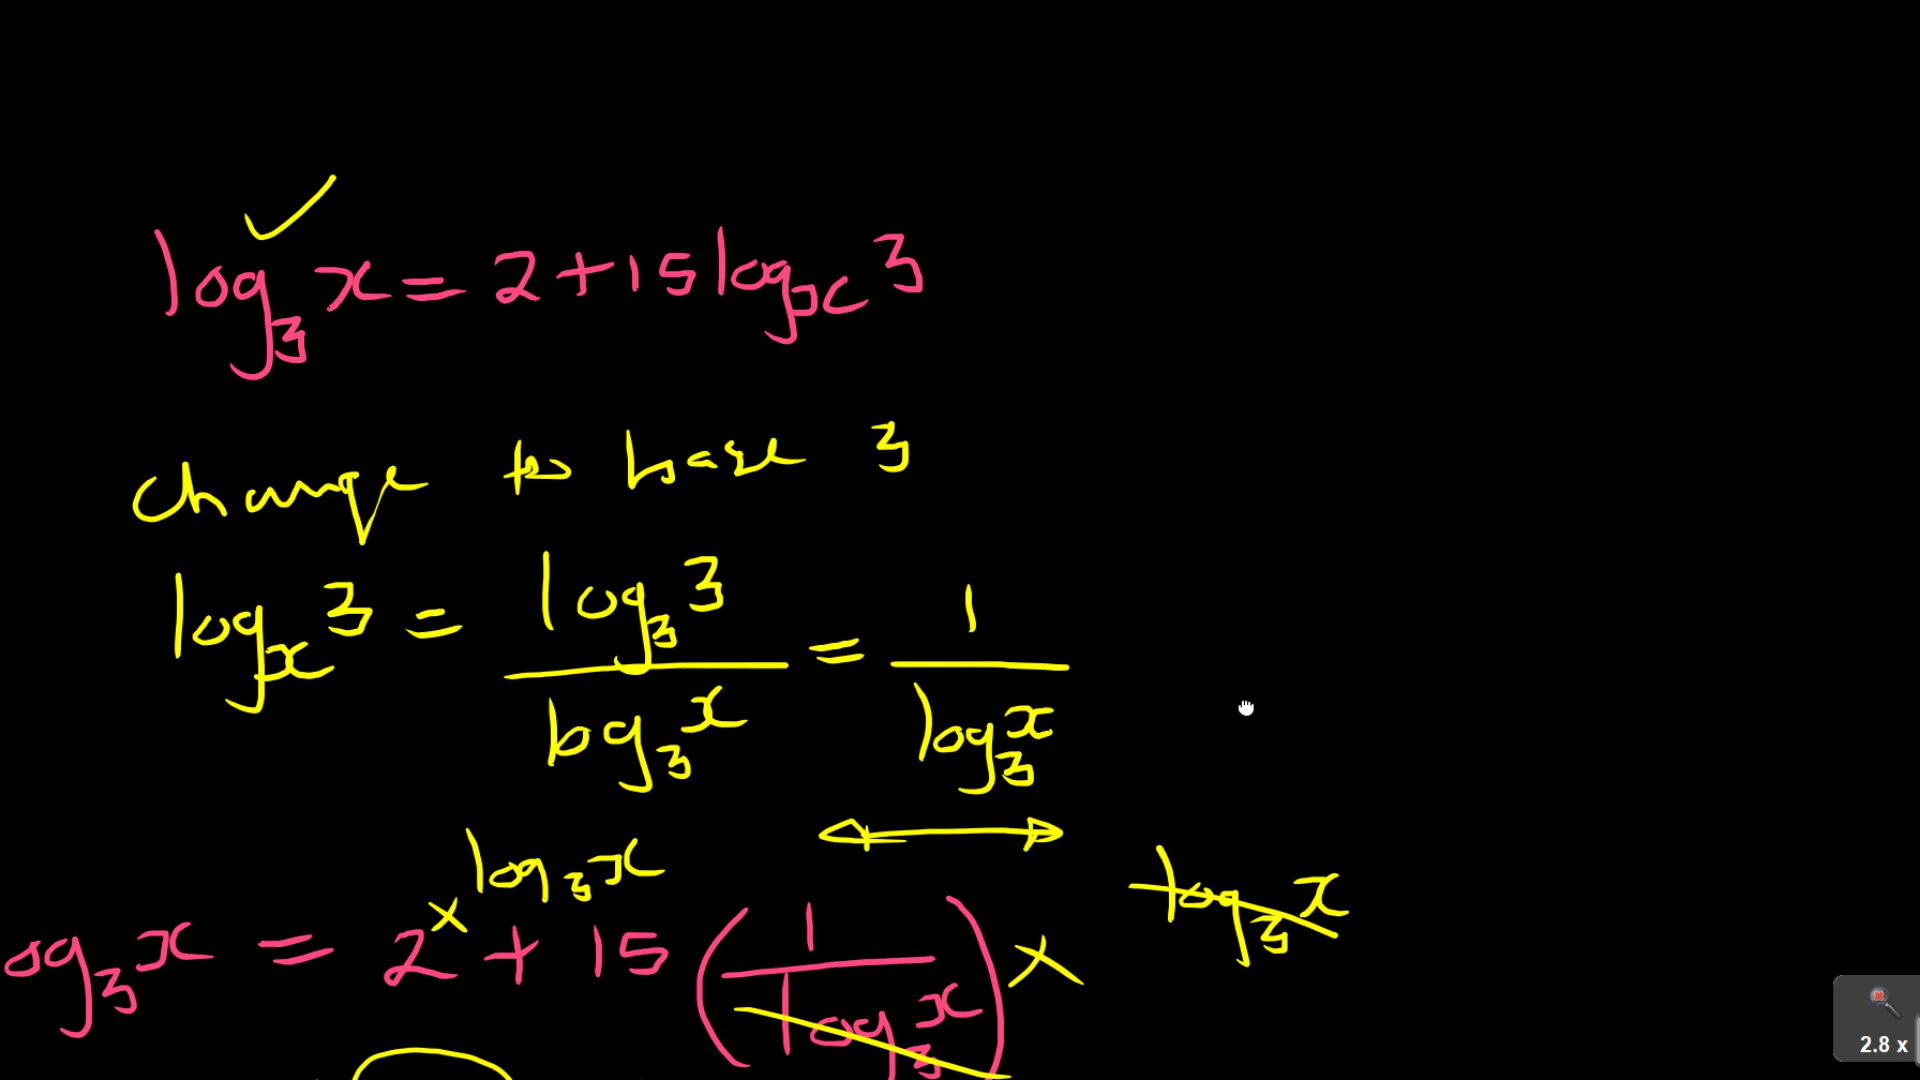 log₃ x = 2 + 15 logₓ 3
change to base 3
logₓ 3 = log₃ 3 / log₃ x = 1 / log₃ x
× log₃ x
log₃ x
og₃ x = 2 + 15 ( 1 / log₃ x ) ×
2.8 x